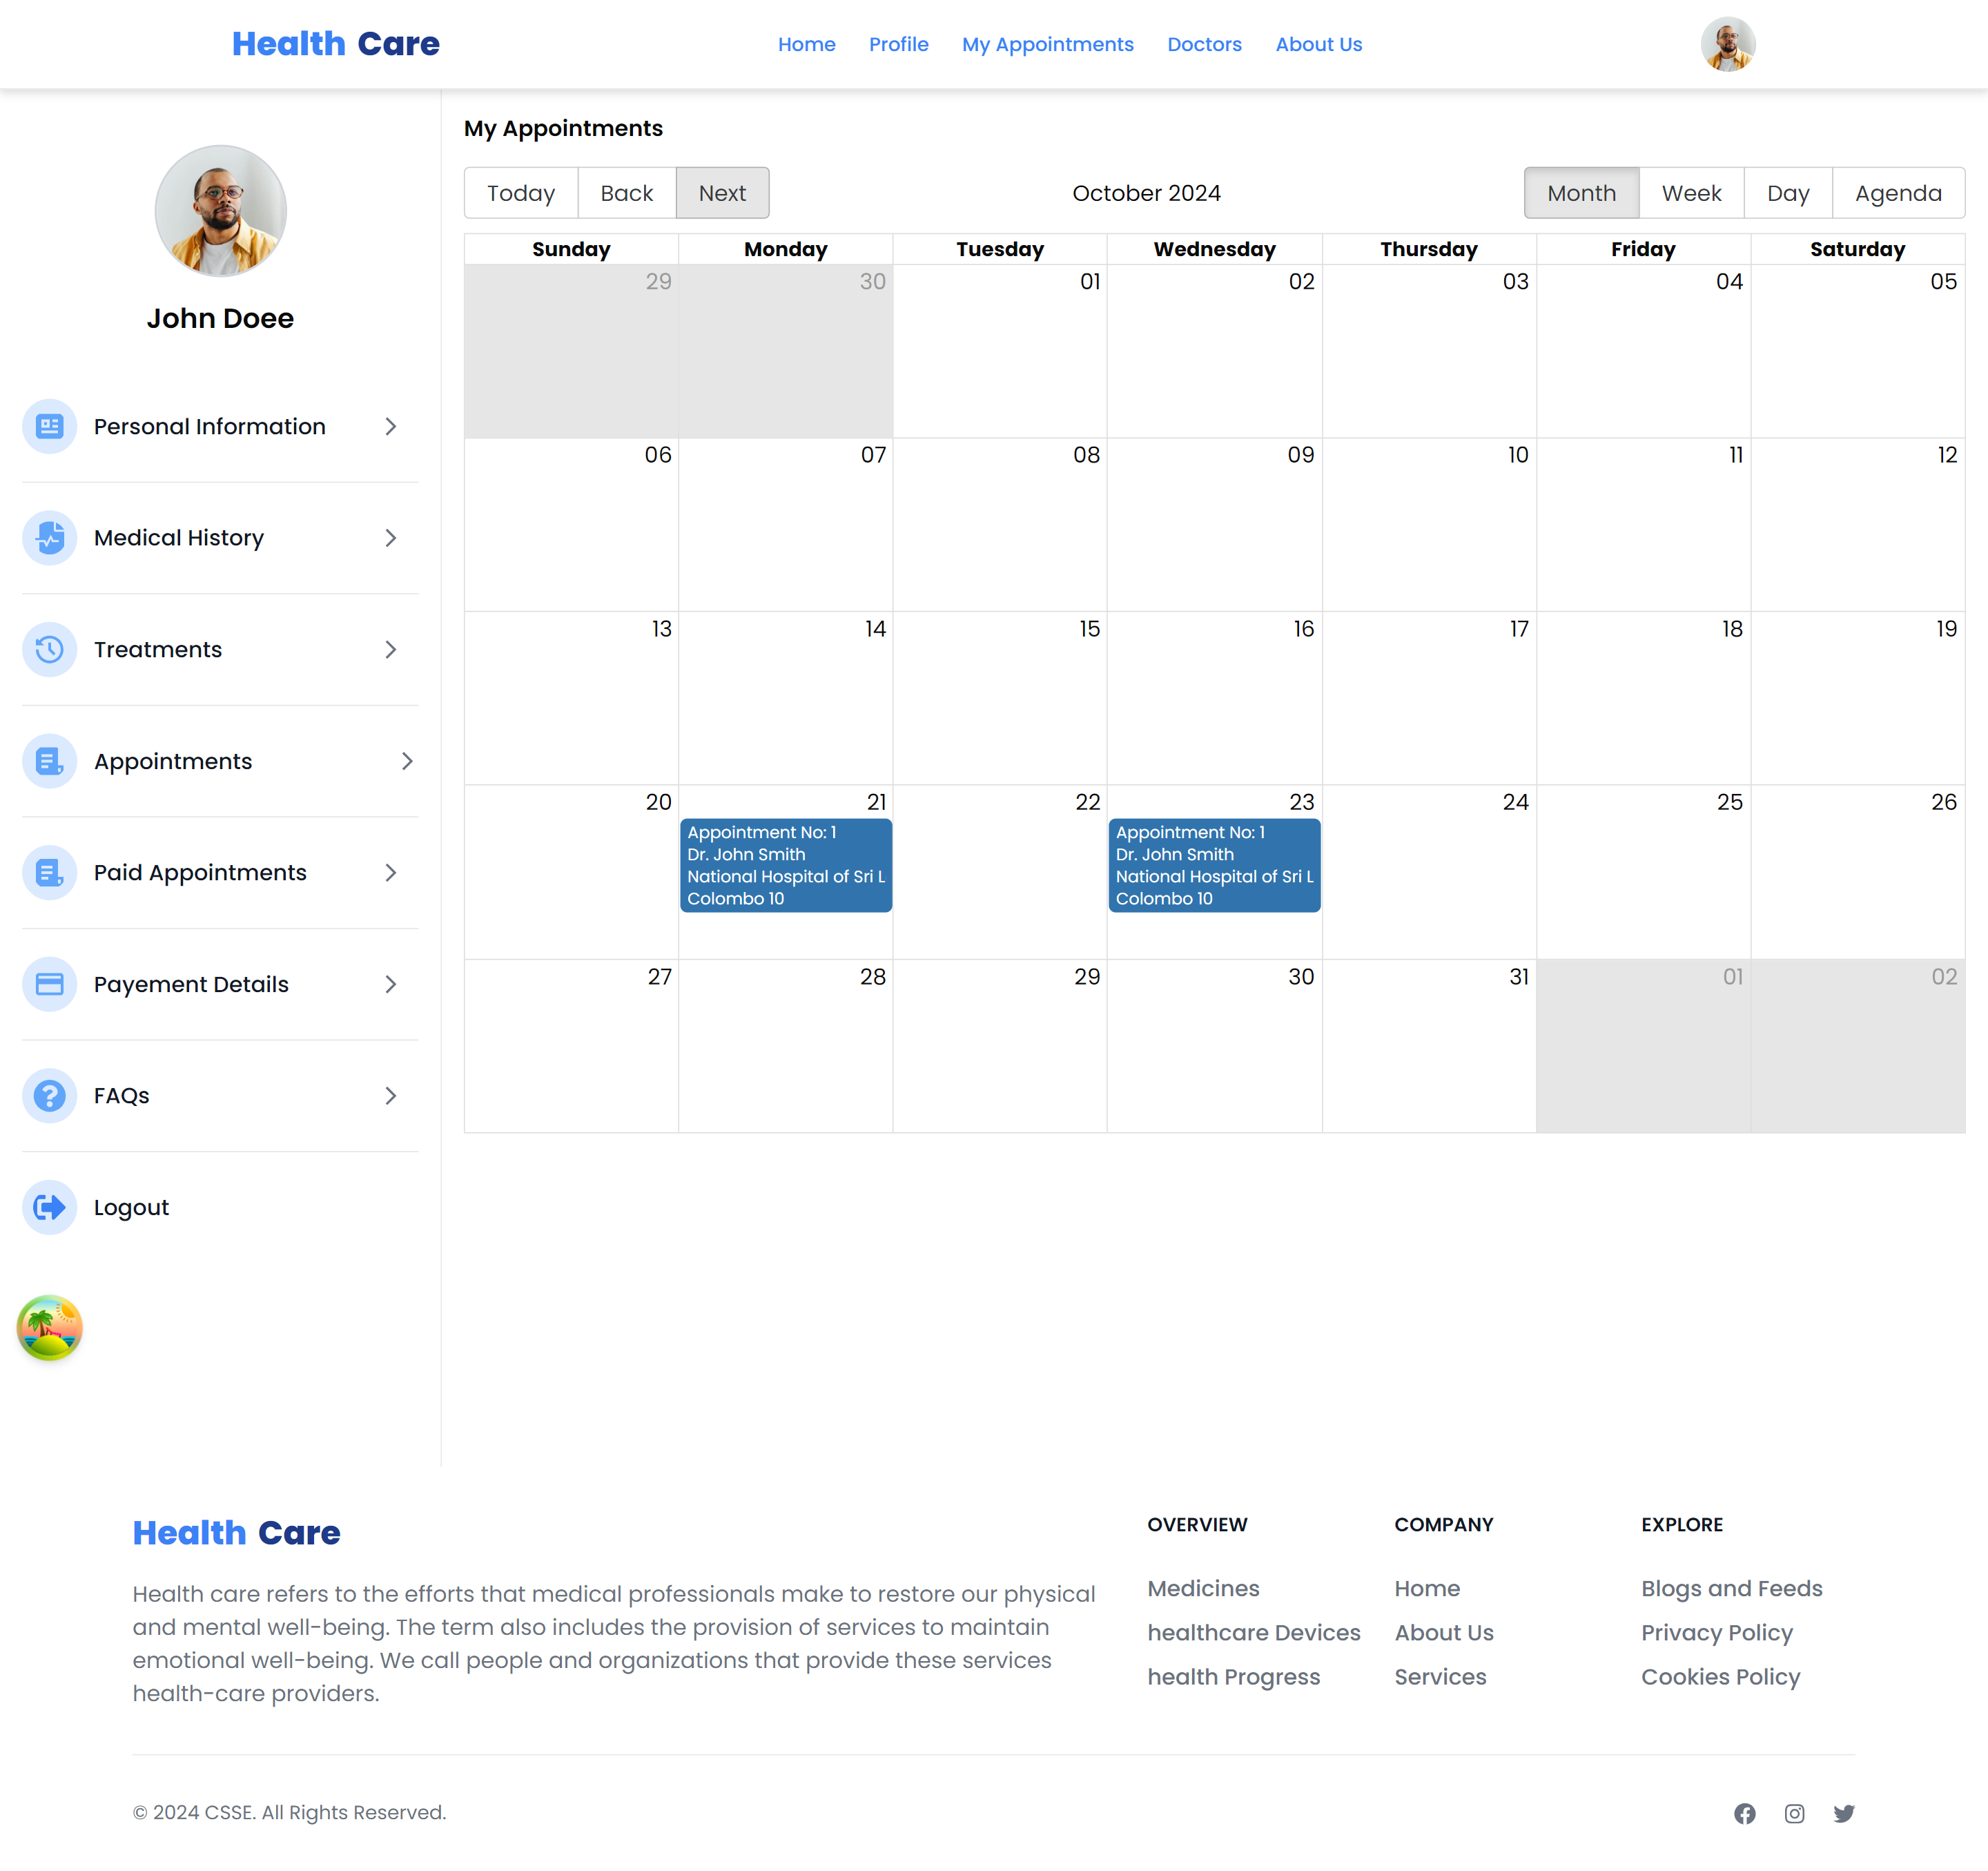 Health Care
Home Profile My Appointments Doctors About Us
John Doee
Personal Information
Medical History
Treatments
Appointments
Paid Appointments
Payement Details
FAQs
Logout
My Appointments
Today Back Next
October 2024
Month Week Day Agenda
Sunday Monday Tuesday Wednesday Thursday Friday Saturday
29 30 01 02 03 04 05
06 07 08 09 10 11 12
13 14 15 16 17 18 19
20 21 22 23 24 25 26
Appointment No: 1
Dr. John Smith
National Hospital of Sri L
Colombo 10
Appointment No: 1
Dr. John Smith
National Hospital of Sri L
Colombo 10
27 28 29 30 31 01 02
Health Care
Health care refers to the efforts that medical professionals make to restore our physical
and mental well-being. The term also includes the provision of services to maintain
emotional well-being. We call people and organizations that provide these services
health-care providers.
OVERVIEW
Medicines
healthcare Devices
health Progress
COMPANY
Home
About Us
Services
EXPLORE
Blogs and Feeds
Privacy Policy
Cookies Policy
© 2024 CSSE. All Rights Reserved.